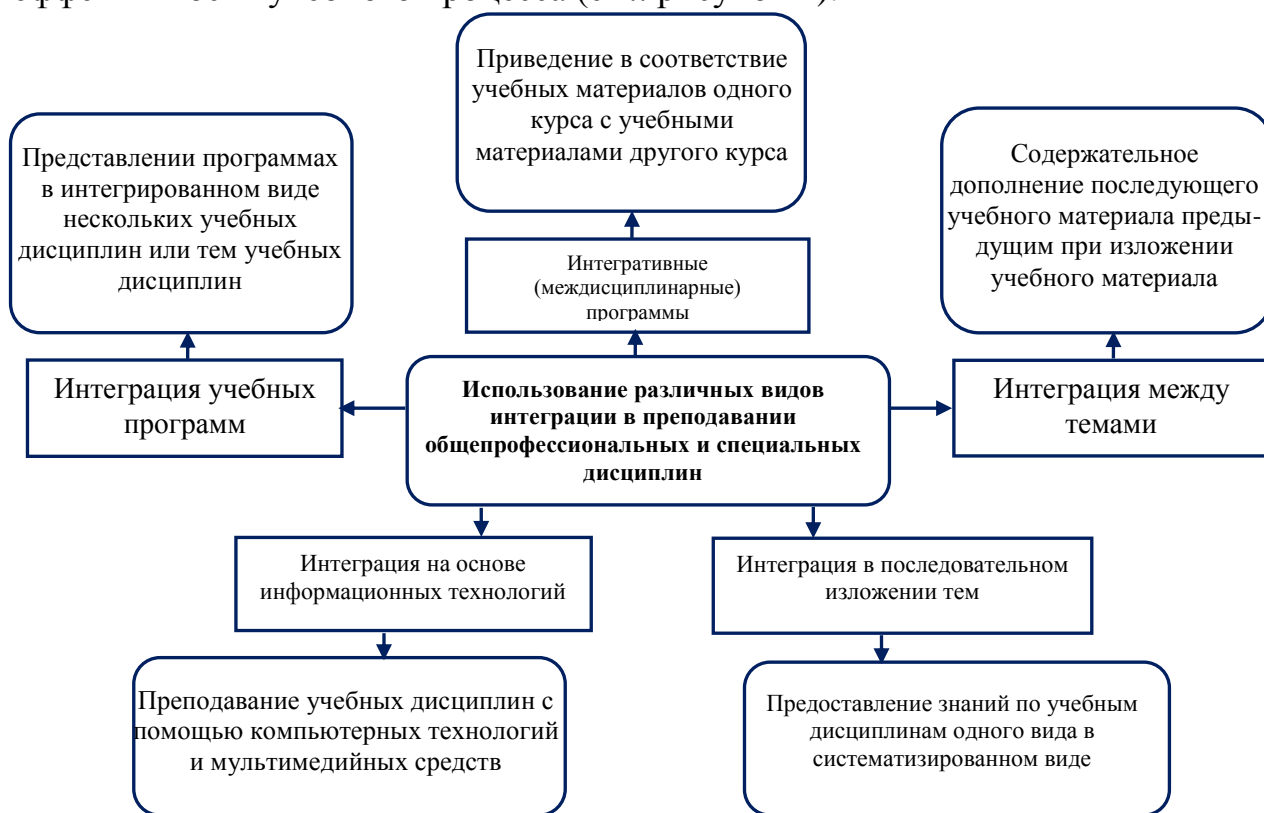 Приведение в соответствие
учебных материалов одного
курса с учебными
материалами другого курса
Представлении программах
в интегрированном виде
нескольких учебных
дисциплин или тем учебных
дисциплин
Содержательное
дополнение последующего
учебного материала преды-
дущим при изложении
учебного материала
Интегративные
(междисциплинарные)
программы
Интеграция учебных
программ
Использование различных видов
интеграции в преподавании
общепрофессиональных и специальных
дисциплин
Интеграция между
темами
Интеграция на основе
информационных технологий
Интеграция в последовательном
изложении тем
Преподавание учебных дисциплин с
помощью компьютерных технологий
и мультимедийных средств
Предоставление знаний по учебным
дисциплинам одного вида в
систематизированном виде